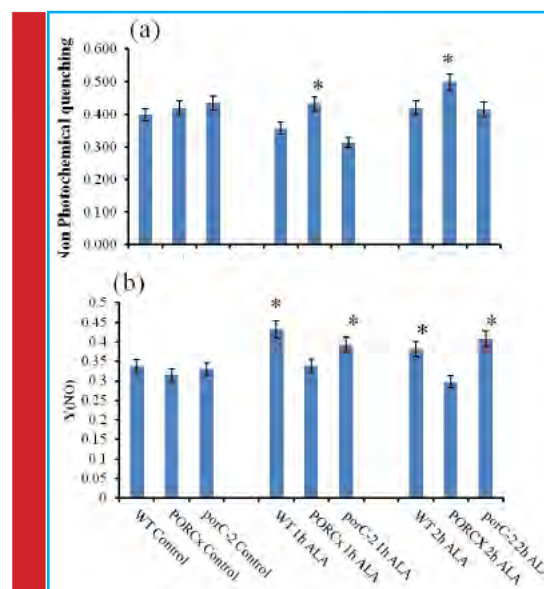 (a)
Non Photochemical quenching
0.600
0.500
0.400
0.300
0.200
0.100
0.000
*
*
(b)
Y(NO)
0.5
0.45
0.4
0.35
0.3
0.25
0.2
0.15
0.1
0.05
0
*
*
*
*
WT Control
PORCx Control
porC-2 Control
WT 1h ALA
PORCx 1h ALA
porC-2 1h ALA
WT 2h ALA
PORCX 2h ALA
porC-2 2h ALA